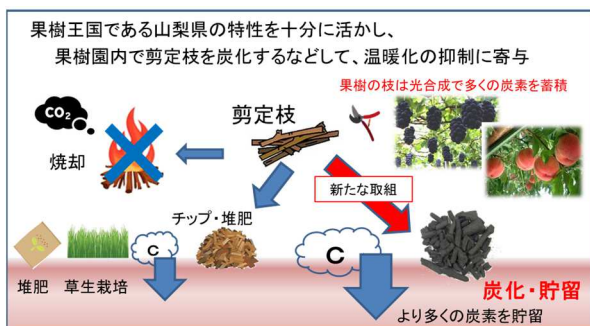 果樹王国である山梨県の特性を十分に活かし、
果樹園内で剪定枝を炭化するなどして、温暖化の抑制に寄与
果樹の枝は光合成で多くの炭素を蓄積
CO₂
剪定枝
焼却
新たな取組
チップ・堆肥
C
C
堆肥 草生栽培
炭化・貯留
より多くの炭素を貯留